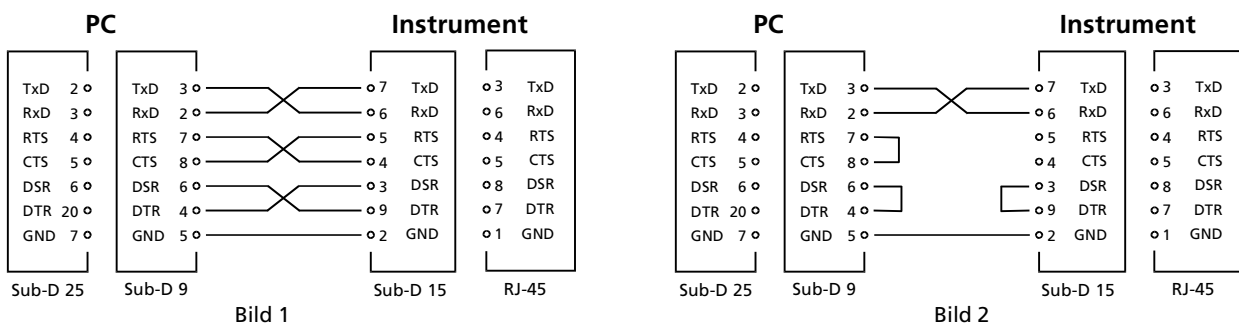 PC Instrument PC Instrument
TxD 2 TxD 3 7 TxD 3 TxD TxD 2 TxD 3 7 TxD 3 TxD
RxD 3 RxD 2 6 RxD 6 RxD RxD 3 RxD 2 6 RxD 6 RxD
RTS 4 RTS 7 5 RTS 4 RTS RTS 4 RTS 7 5 RTS 4 RTS
CTS 5 CTS 8 4 CTS 5 CTS CTS 5 CTS 8 4 CTS 5 CTS
DSR 6 DSR 6 3 DSR 8 DSR DSR 6 DSR 6 3 DSR 8 DSR
DTR 20 DTR 4 9 DTR 7 DTR DTR 20 DTR 4 9 DTR 7 DTR
GND 7 GND 5 2 GND 1 GND GND 7 GND 5 2 GND 1 GND
Sub-D 25 Sub-D 9 Sub-D 15 RJ-45 Sub-D 25 Sub-D 9 Sub-D 15 RJ-45
Bild 1 Bild 2